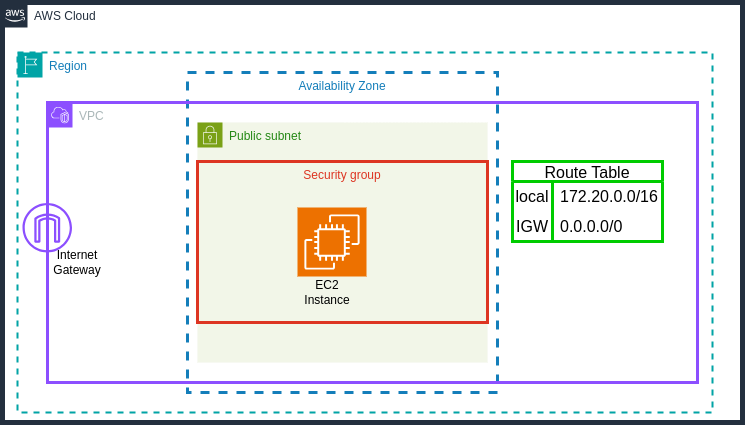 aws
AWS Cloud
Region
Availability Zone
VPC
Public subnet
Security group
Route Table
local 172.20.0.0/16
IGW 0.0.0.0/0
Internet
Gateway
EC2
Instance